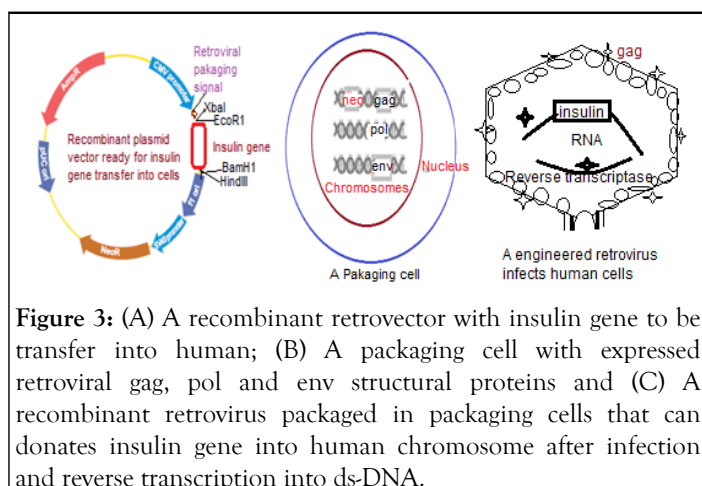 Retroviral
pakaging
signal
AmpR
CMV promoter
XbaI
EcoR1
Recombinant plasmid
vector ready for insulin
gene transfer into cells
Insulin gene
pUC ori
BamH1
HindIII
f1 ori
NeoR
neo gag
pol
env
Nucleus
Chromosomes
A Pakaging cell
gag
insulin
RNA
Reverse transcriptase
A engineered retrovirus
infects human cells
Figure 3: (A) A recombinant retrovector with insulin gene to be
transfer into human; (B) A packaging cell with expressed
retroviral gag, pol and env structural proteins and (C) A
recombinant retrovirus packaged in packaging cells that can
donates insulin gene into human chromosome after infection
and reverse transcription into ds-DNA.